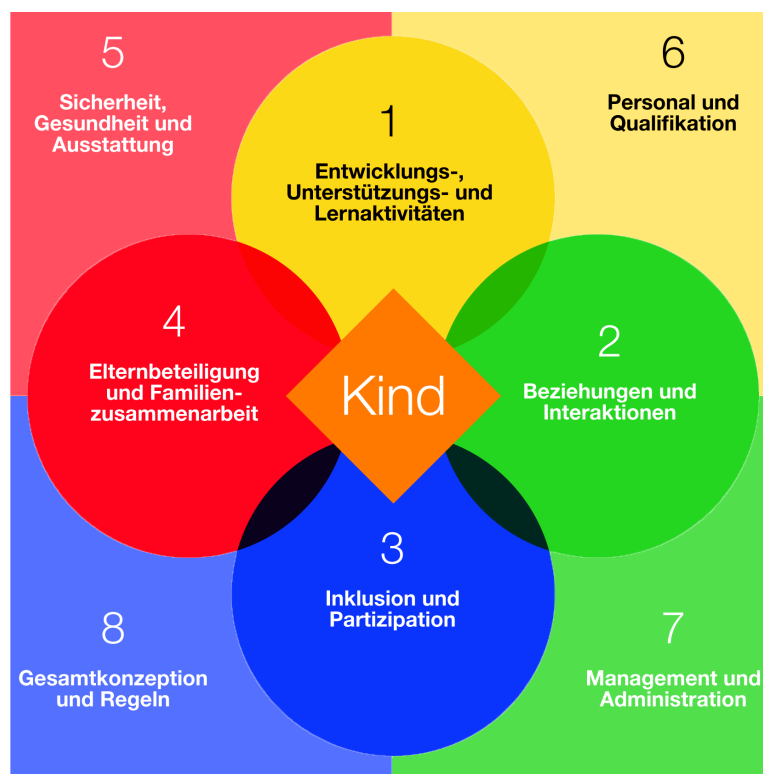 5
Sicherheit,
Gesundheit und
Ausstattung
6
Personal und
Qualifikation
1
Entwicklungs-,
Unterstützungs- und
Lernaktivitäten
4
Elternbeteiligung
und Familien-
zusammenarbeit
Kind
2
Beziehungen und
Interaktionen
3
Inklusion und
Partizipation
8
Gesamtkonzeption
und Regeln
7
Management und
Administration